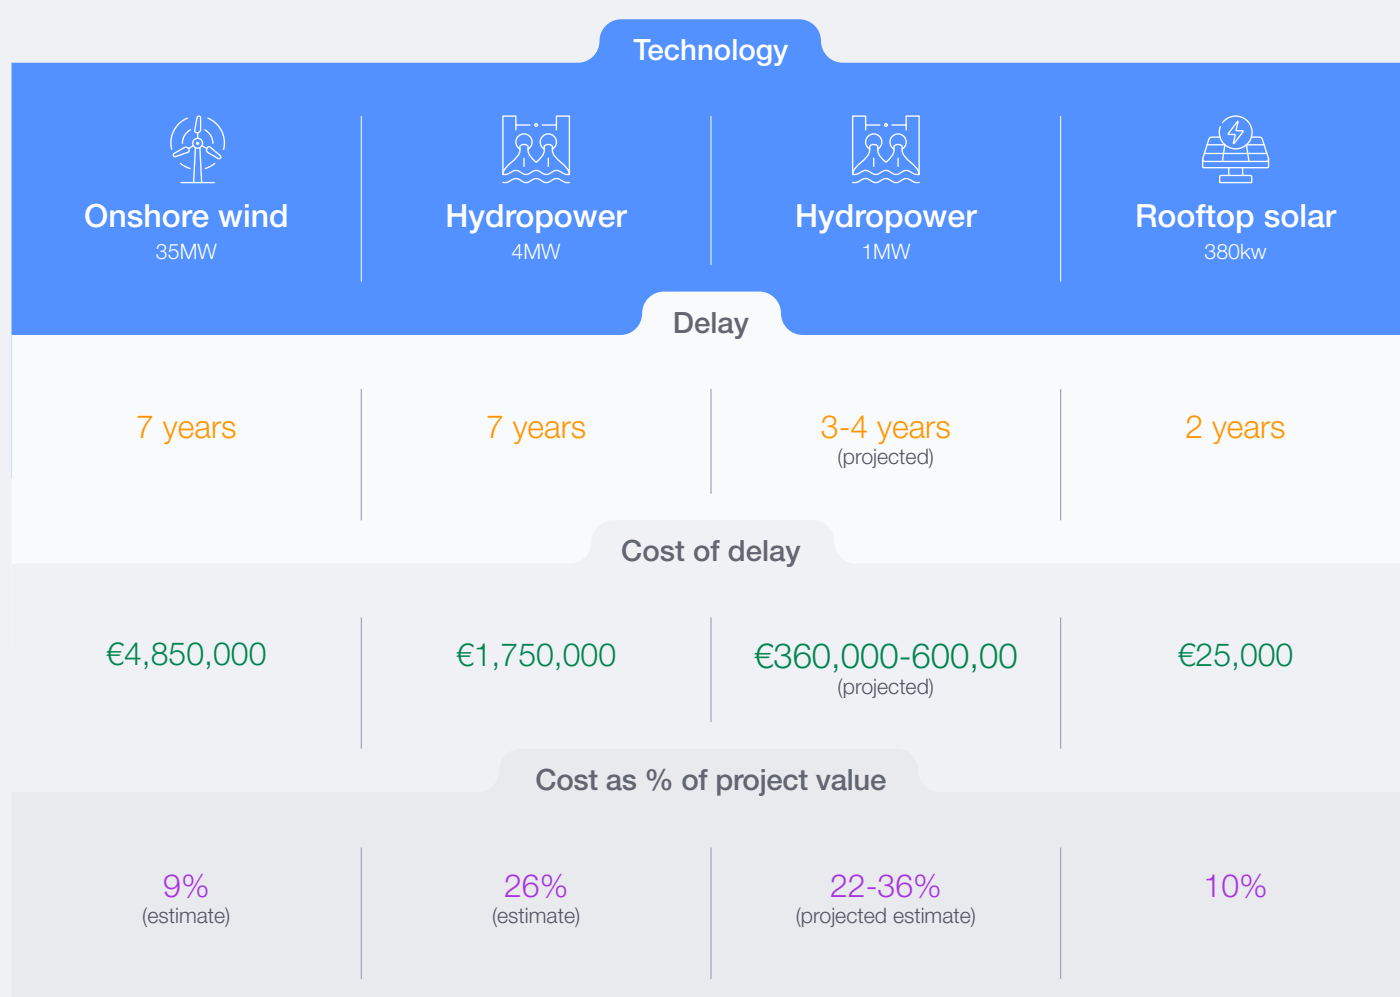 Technology
Onshore wind
35MW
Hydropower
4MW
Hydropower
1MW
Rooftop solar
380kw
Delay
7 years
7 years
3-4 years
(projected)
2 years
Cost of delay
€4,850,000
€1,750,000
€360,000-600,00
(projected)
€25,000
Cost as % of project value
9%
(estimate)
26%
(estimate)
22-36%
(projected estimate)
10%